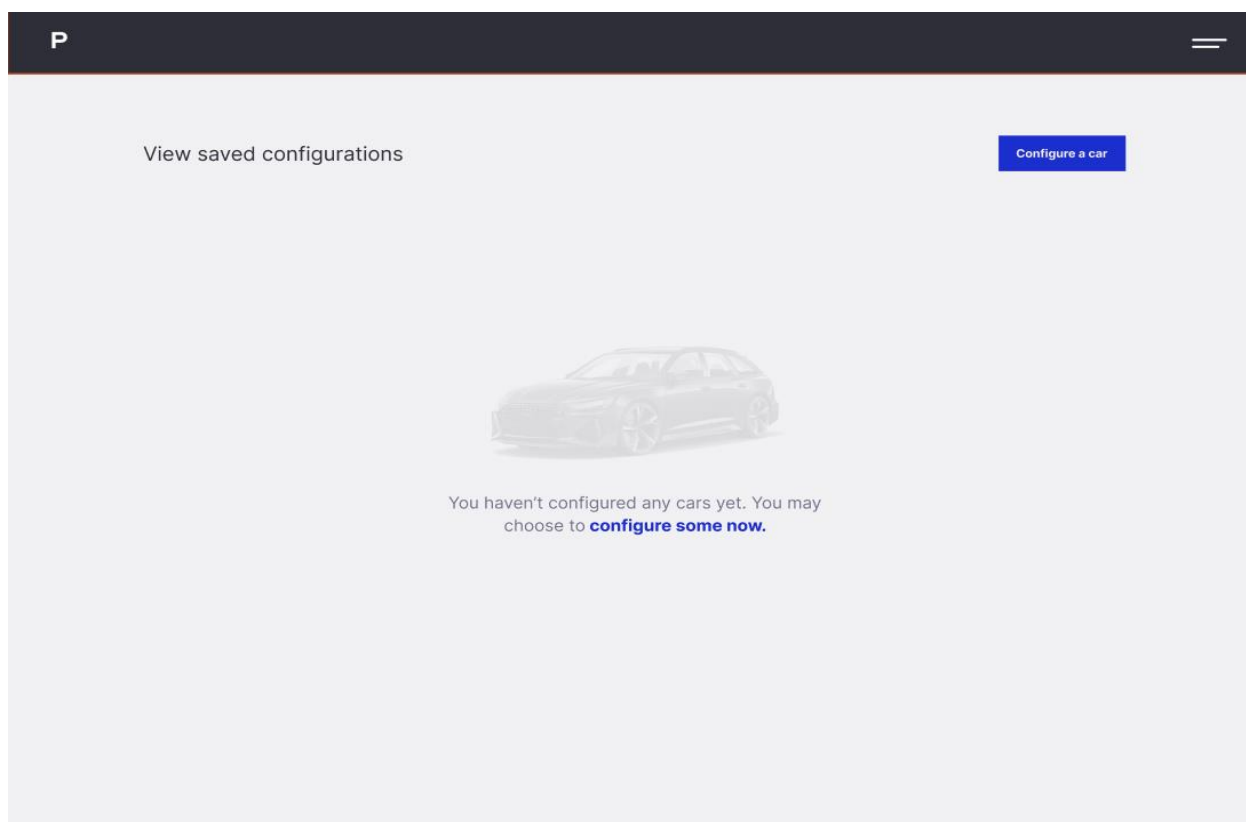 P
View saved configurations
Configure a car
You haven't configured any cars yet. You may
choose to configure some now.